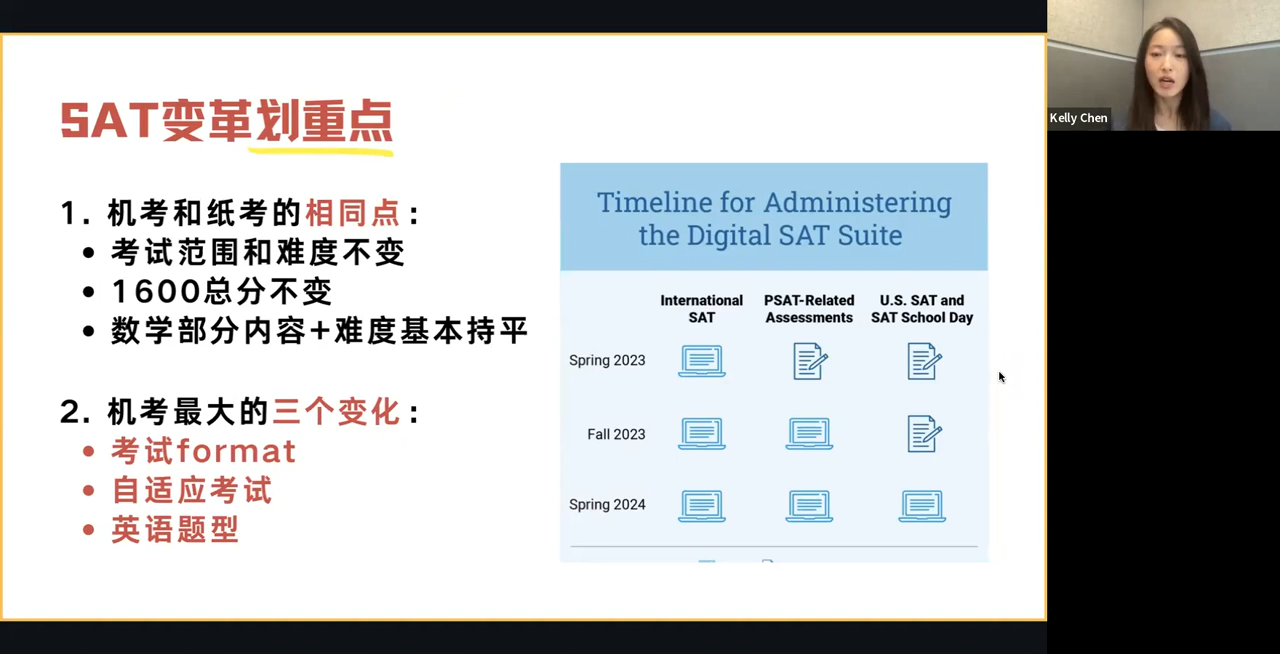 SAT变革划重点
1. 机考和纸考的相同点：
• 考试范围和难度不变
• 1600总分不变
• 数学部分内容+难度基本持平
2. 机考最大的三个变化：
• 考试format
• 自适应考试
• 英语题型
Timeline for Administering
the Digital SAT Suite
International SAT
PSAT-Related Assessments
U.S. SAT and SAT School Day
Spring 2023
Fall 2023
Spring 2024
Kelly Chen